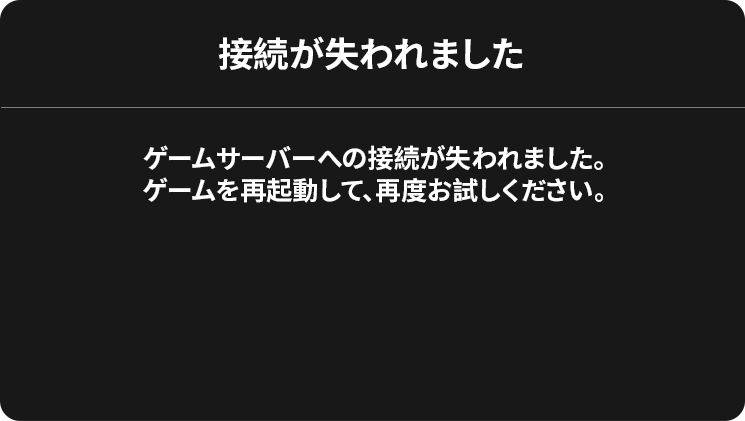 接続が失われました
ゲームサーバーへの接続が失われました。
ゲームを再起動して、再度お試しください。